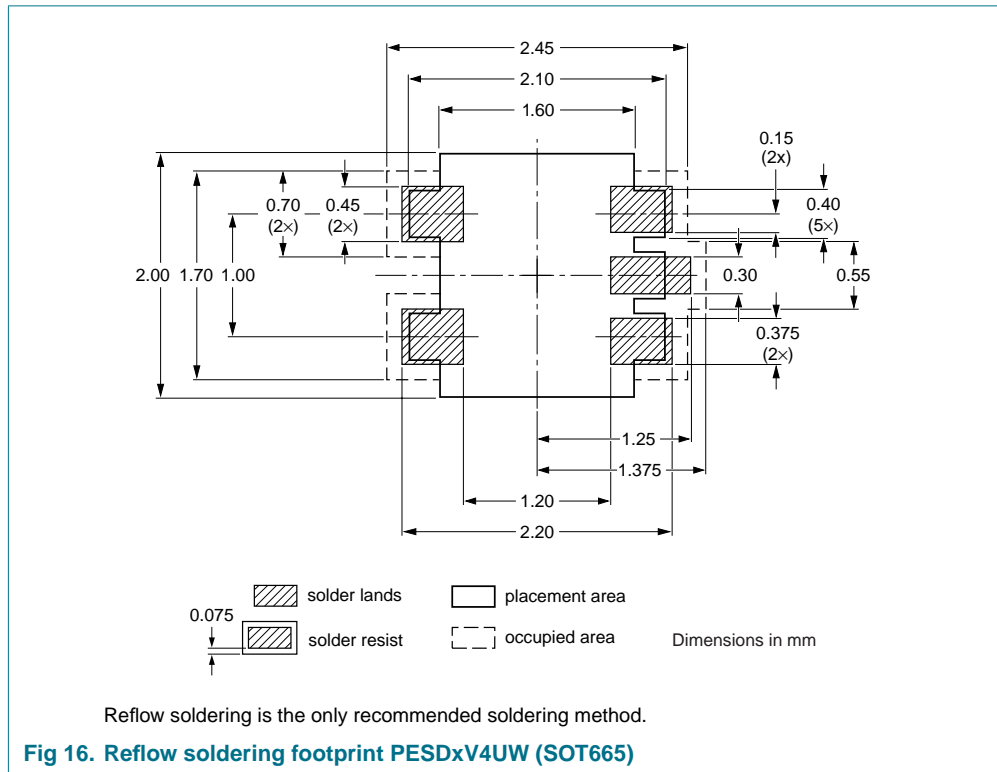 2.45
2.10
1.60
0.15
(2x)
0.40
(5×)
0.70
(2×)
0.45
(2×)
2.00
1.70
1.00
0.30
0.55
0.375
(2×)
1.25
1.375
1.20
2.20
solder lands
placement area
0.075
solder resist
occupied area
Dimensions in mm
Reflow soldering is the only recommended soldering method.
Fig 16. Reflow soldering footprint PESDxV4UW (SOT665)